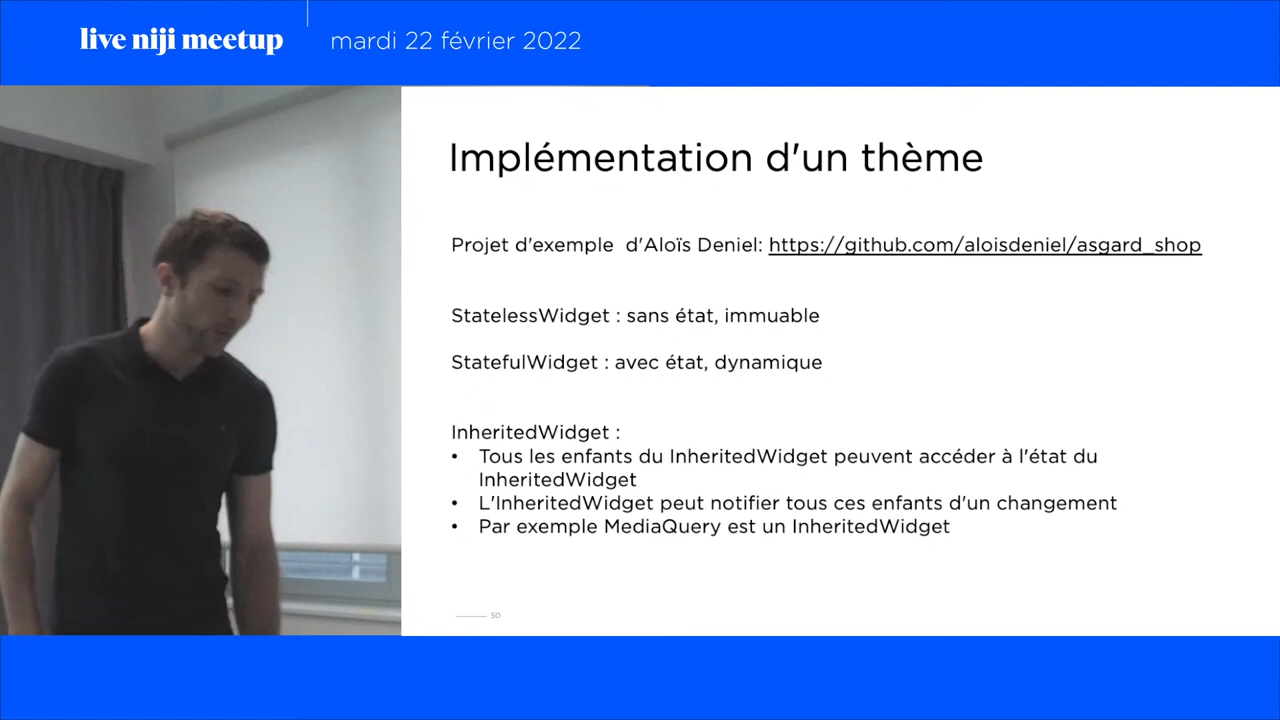 live niji meetup
mardi 22 février 2022
Implémentation d'un thème
Projet d'exemple d'Aloïs Deniel: https://github.com/aloisdeniel/asgard_shop
StatelessWidget : sans état, immuable
StatefulWidget : avec état, dynamique
InheritedWidget :
• Tous les enfants du InheritedWidget peuvent accéder à l'état du
InheritedWidget
• L'InheritedWidget peut notifier tous ces enfants d'un changement
• Par exemple MediaQuery est un InheritedWidget
50